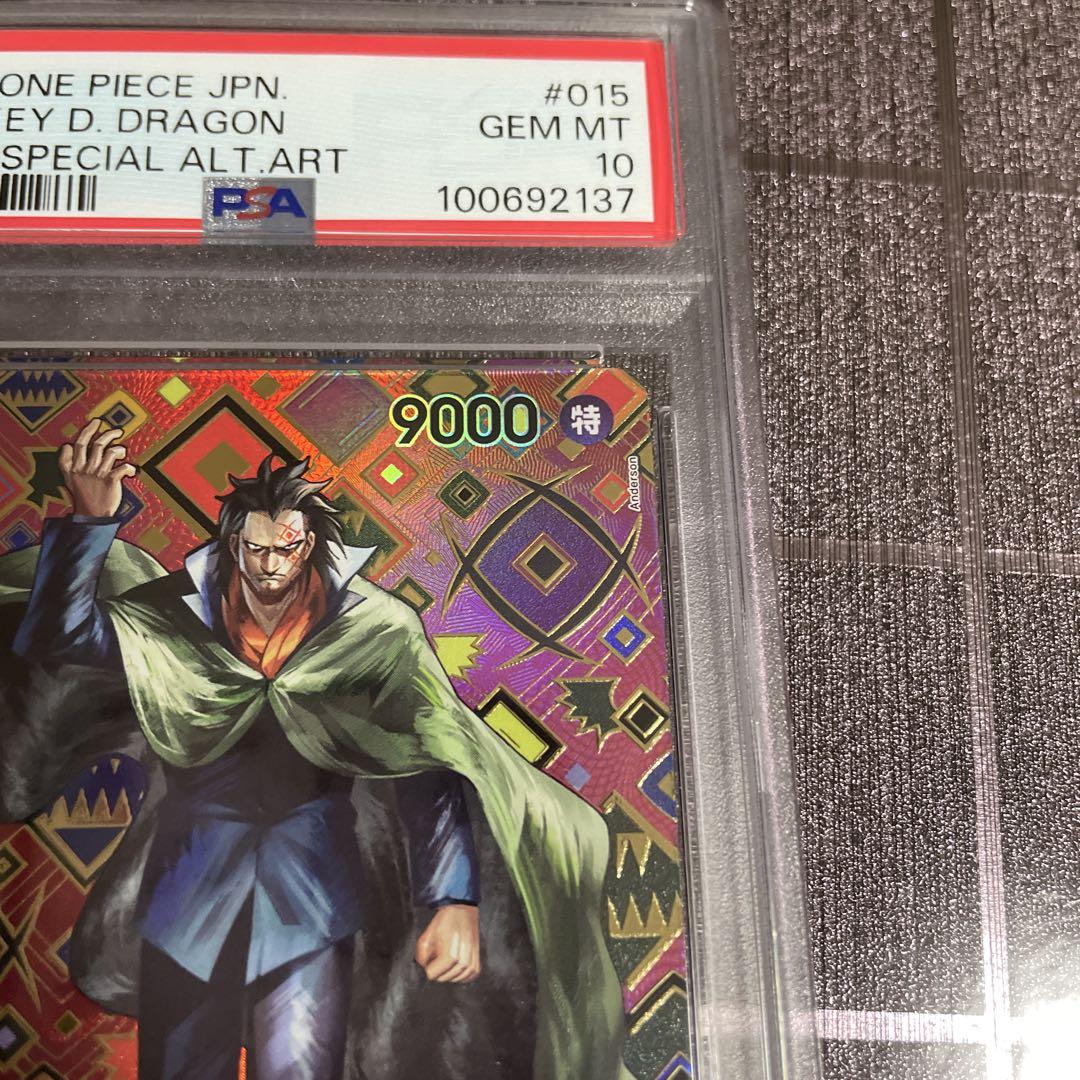 ONE PIECE JPN.
#015
EY D. DRAGON
GEM MT
SPECIAL ALT.ART
10
PSA
100692137
9000 特
Anderson